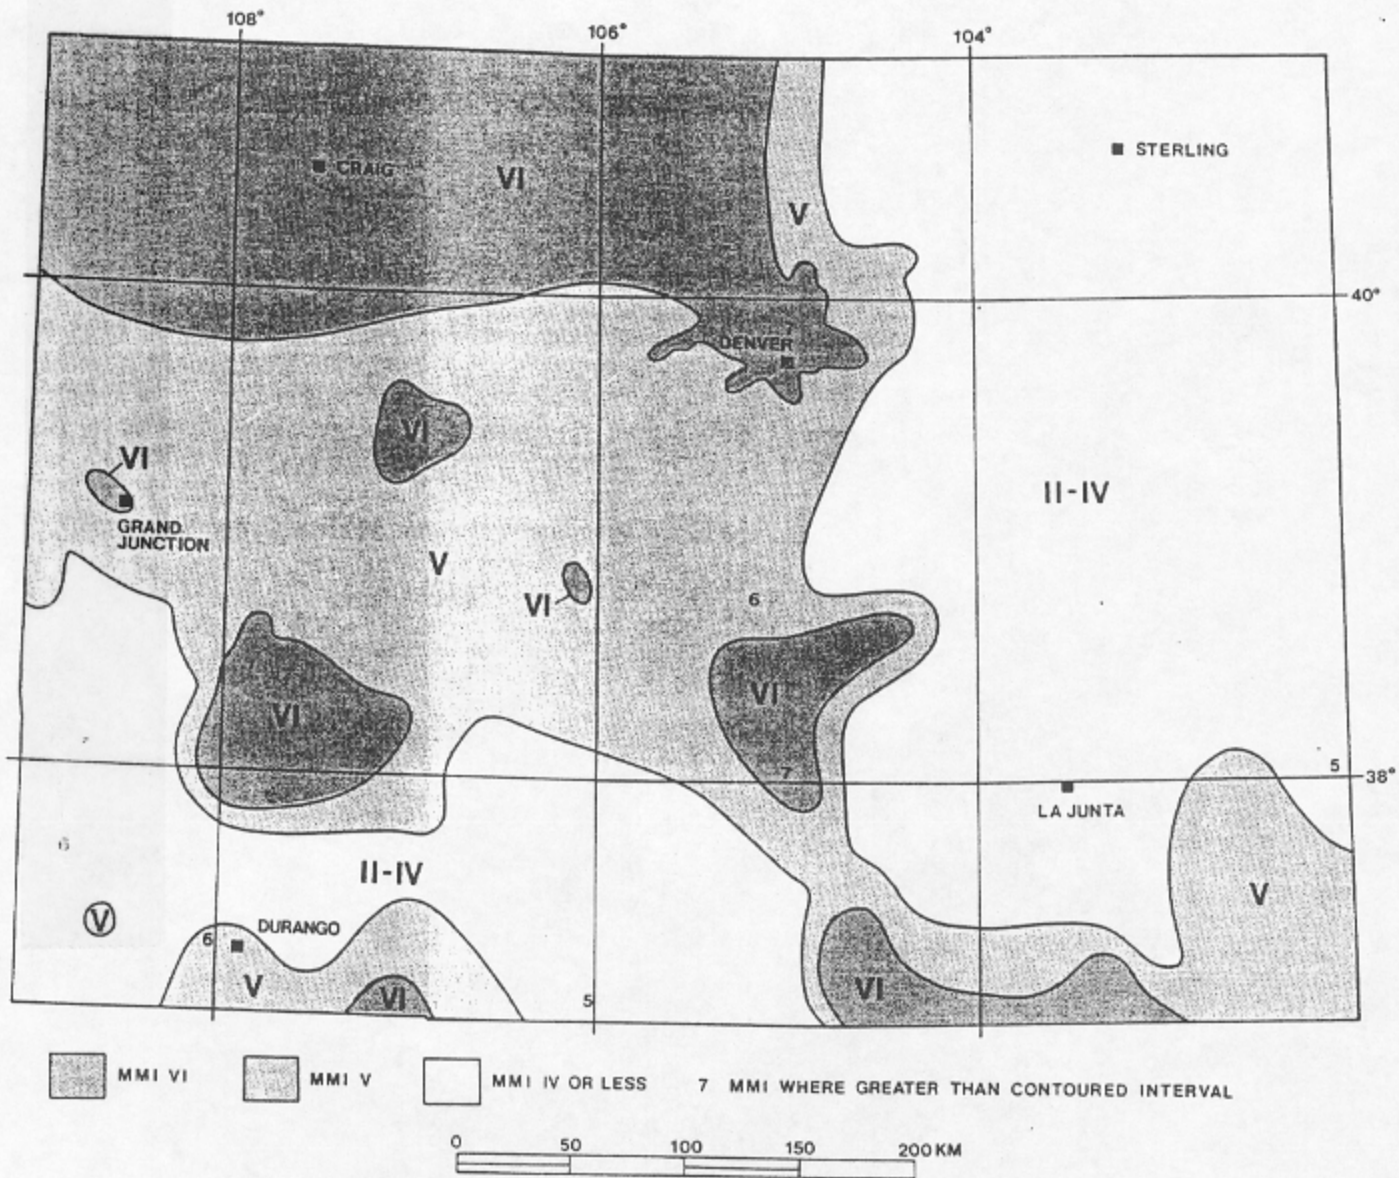 108°
106°
104°
CRAIG
VI
STERLING
V
40°
7
DENVER
VI
VI
GRAND
JUNCTION
II-IV
V
VI
6
VI
VI
7
5
38°
LA JUNTA
6
II-IV
V
V
DURANGO
6
V
VI
5
VI
MMI VI
MMI V
MMI IV OR LESS
7 MMI WHERE GREATER THAN CONTOURED INTERVAL
0 50 100 150 200 KM